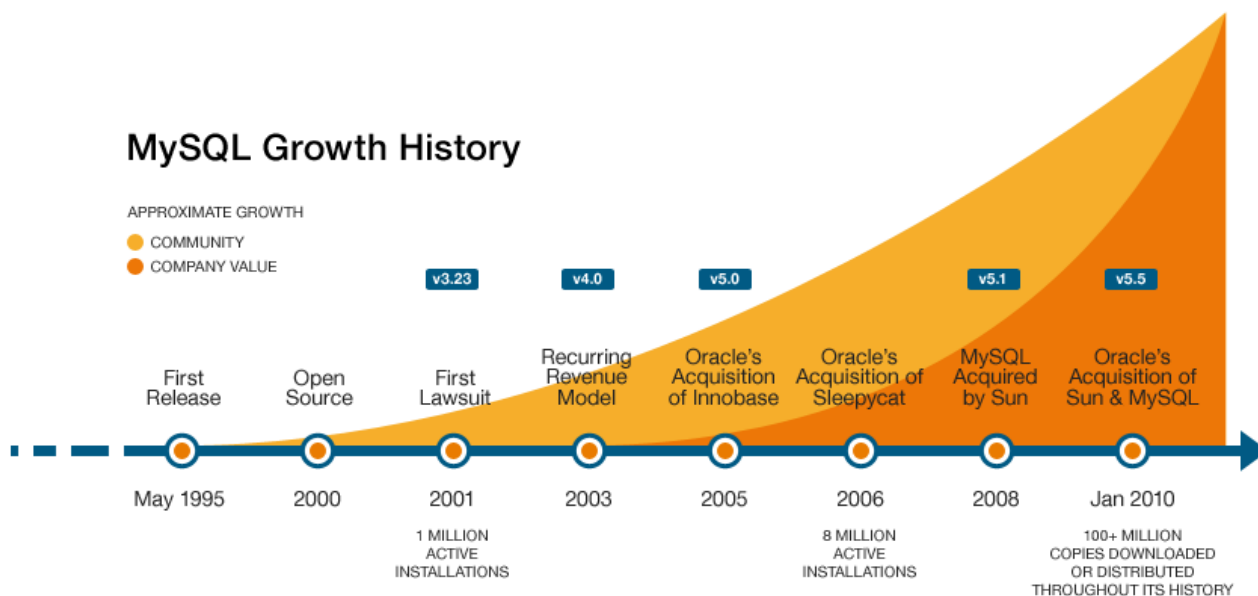 MySQL Growth History
APPROXIMATE GROWTH
COMMUNITY
COMPANY VALUE
v3.23
v4.0
v5.0
v5.1
v5.5
First
Release
Open
Source
First
Lawsuit
Recurring
Revenue
Model
Oracle's
Acquisition
of Innobase
Oracle's
Acquisition of
Sleepycat
MySQL
Acquired
by Sun
Oracle's
Acquisition of
Sun & MySQL
May 1995
2000
2001
2003
2005
2006
2008
Jan 2010
1 MILLION
ACTIVE
INSTALLATIONS
8 MILLION
ACTIVE
INSTALLATIONS
100+ MILLION
COPIES DOWNLOADED
OR DISTRIBUTED
THROUGHOUT ITS HISTORY